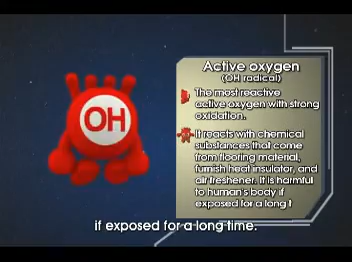 OH
Active oxygen
(OH radical)
The most reactive
active oxygen with strong
oxidation.
It reacts with chemical
substances that come
from flooring material,
furnish heat insulator, and
air freshener. It is harmful
to human's body if
exposed for a long t
if exposed for a long time.